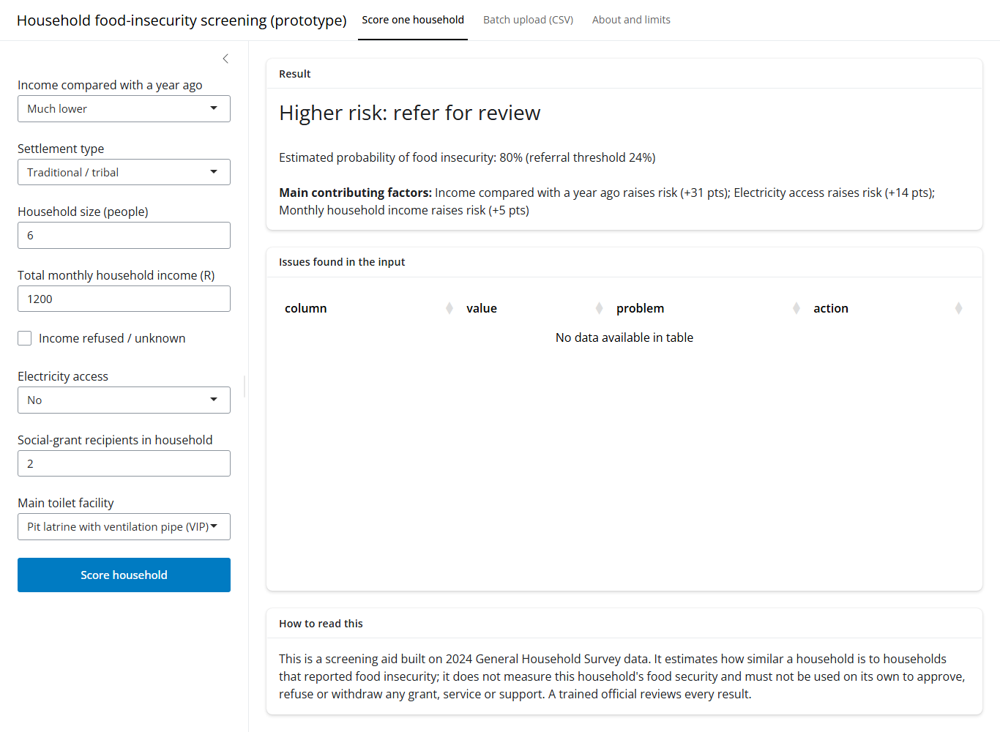 Household food-insecurity screening (prototype)
Score one household
Batch upload (CSV)
About and limits
Income compared with a year ago
Much lower
Settlement type
Traditional / tribal
Household size (people)
6
Total monthly household income (R)
1200
Income refused / unknown
Electricity access
No
Social-grant recipients in household
2
Main toilet facility
Pit latrine with ventilation pipe (VIP)
Score household
Result
Higher risk: refer for review
Estimated probability of food insecurity: 80% (referral threshold 24%)
Main contributing factors: Income compared with a year ago raises risk (+31 pts); Electricity access raises risk (+14 pts);
Monthly household income raises risk (+5 pts)
Issues found in the input
column value problem action
No data available in table
How to read this
This is a screening aid built on 2024 General Household Survey data. It estimates how similar a household is to households
that reported food insecurity; it does not measure this household's food security and must not be used on its own to approve,
refuse or withdraw any grant, service or support. A trained official reviews every result.